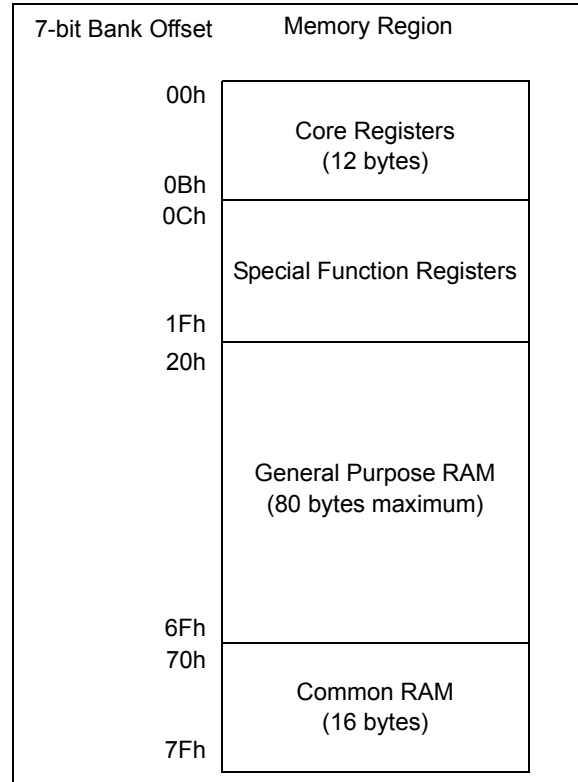 7-bit Bank Offset Memory Region
00h
Core Registers
(12 bytes)
0Bh
0Ch
Special Function Registers
1Fh
20h
General Purpose RAM
(80 bytes maximum)
6Fh
70h
Common RAM
(16 bytes)
7Fh